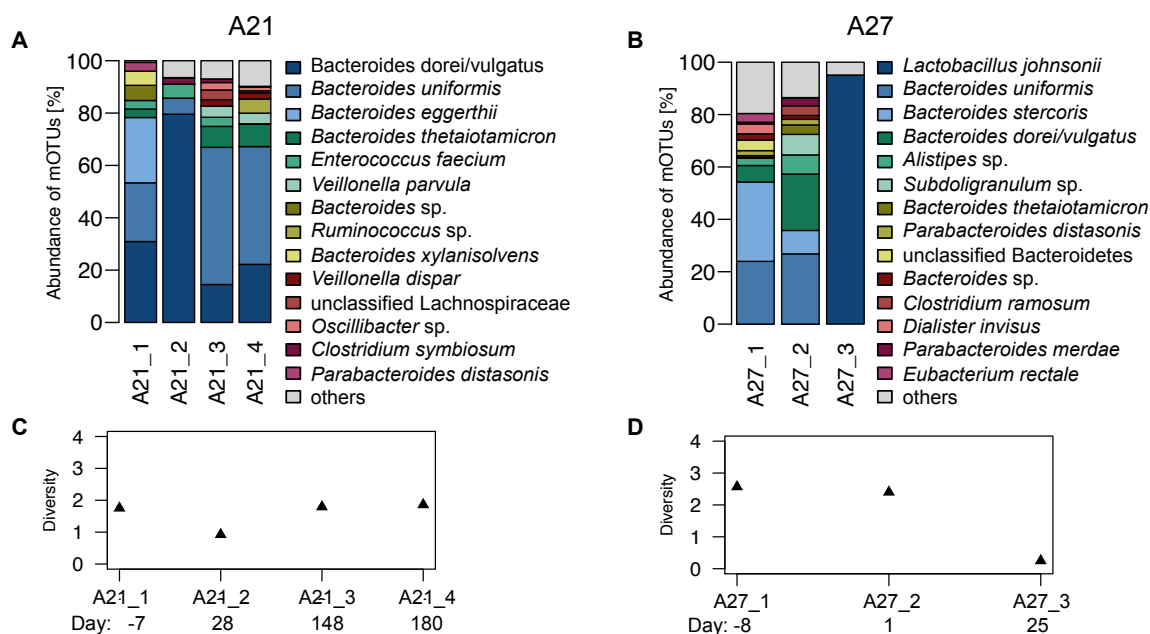 A21
A27
A
B
Abundance of mOTUs [%]
100
80
60
40
20
0
A21_1
A21_2
A21_3
A21_4
Bacteroides dorei/vulgatus
Bacteroides uniformis
Bacteroides eggerthii
Bacteroides thetaiotamicron
Enterococcus faecium
Veillonella parvula
Bacteroides sp.
Ruminococcus sp.
Bacteroides xylanisolvens
Veillonella dispar
unclassified Lachnospiraceae
Oscillibacter sp.
Clostridium symbiosum
Parabacteroides distasonis
others
Abundance of mOTUs [%]
100
80
60
40
20
0
A27_1
A27_2
A27_3
Lactobacillus johnsonii
Bacteroides uniformis
Bacteroides stercoris
Bacteroides dorei/vulgatus
Alistipes sp.
Subdoligranulum sp.
Bacteroides thetaiotamicron
Parabacteroides distasonis
unclassified Bacteroidetes
Bacteroides sp.
Clostridium ramosum
Dialister invisus
Parabacteroides merdae
Eubacterium rectale
others
C
Diversity
4
3
2
1
0
A21_1 A21_2 A21_3 A21_4
Day: -7 28 148 180
D
Diversity
4
3
2
1
0
A27_1 A27_2 A27_3
Day: -8 1 25